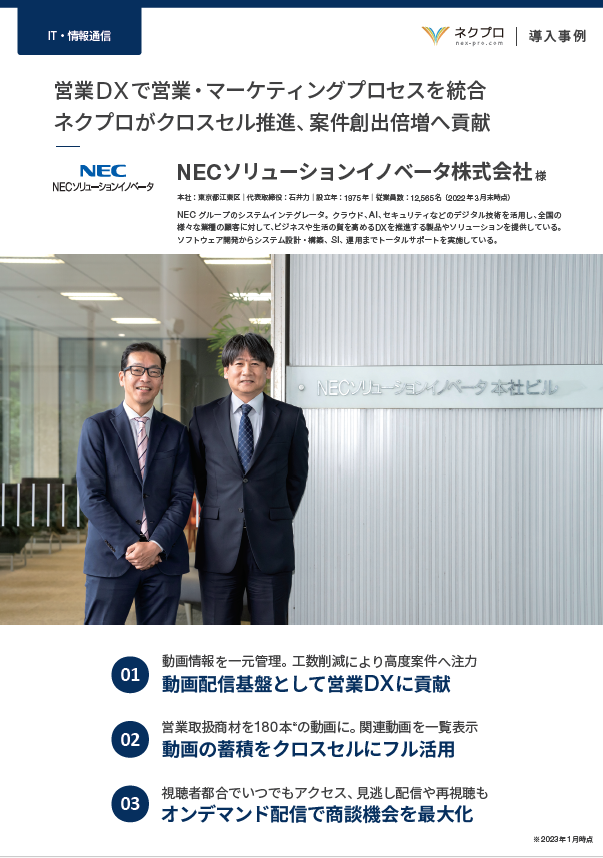 IT・情報通信
ネクプロ
nex-pro.com
導入事例
営業DXで営業・マーケティングプロセスを統合
ネクプロがクロスセル推進、案件創出倍増へ貢献
NEC
NECソリューションイノベータ
NECソリューションイノベータ株式会社 様
本社：東京都江東区｜代表取締役：石井力｜設立年：1975年｜従業員数：12,565名（2022年3月末時点）
NECグループのシステムインテグレータ。クラウド、AI、セキュリティなどのデジタル技術を活用し、全国の
様々な業種の顧客に対して、ビジネスや生活の質を高めるDXを推進する製品やソリューションを提供している。
ソフトウェア開発からシステム設計・構築、SI、運用までトータルサポートを実施している。
NECソリューションイノベータ 本社ビル
01
動画情報を一元管理。工数削減により高度案件へ注力
動画配信基盤として営業DXに貢献
02
営業取扱商材を180本※の動画に。関連動画を一覧表示
動画の蓄積をクロスセルにフル活用
03
視聴者都合でいつでもアクセス、見逃し配信や再視聴も
オンデマンド配信で商談機会を最大化
※2023年1月時点